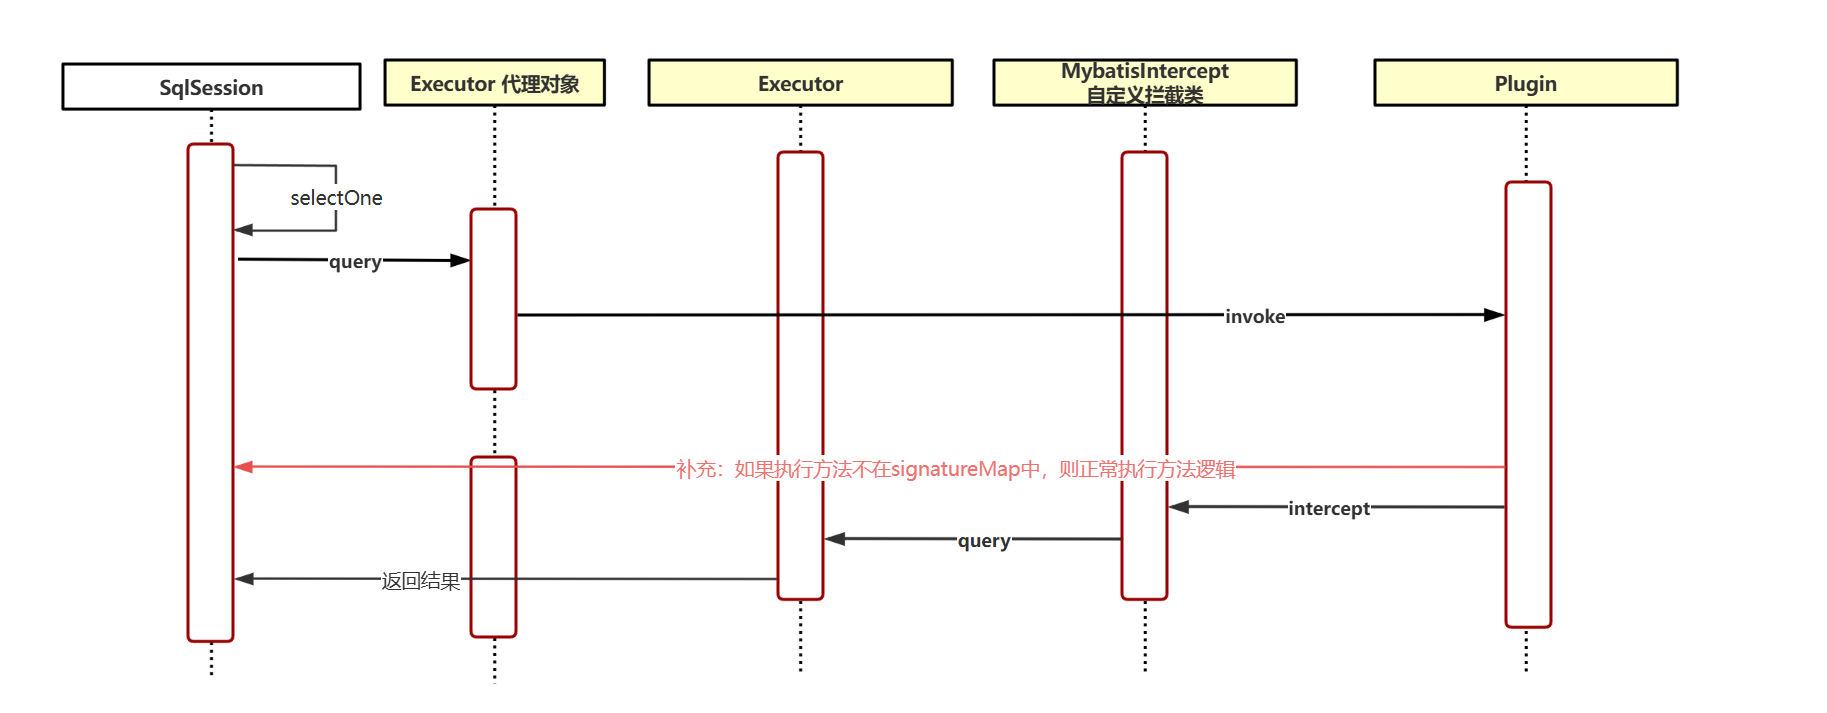 SqlSession
Executor 代理对象
Executor
MybatisIntercept
自定义拦截类
Plugin
selectOne
query
invoke
补充：如果执行方法不在signatureMap中，则正常执行方法逻辑
intercept
query
返回结果